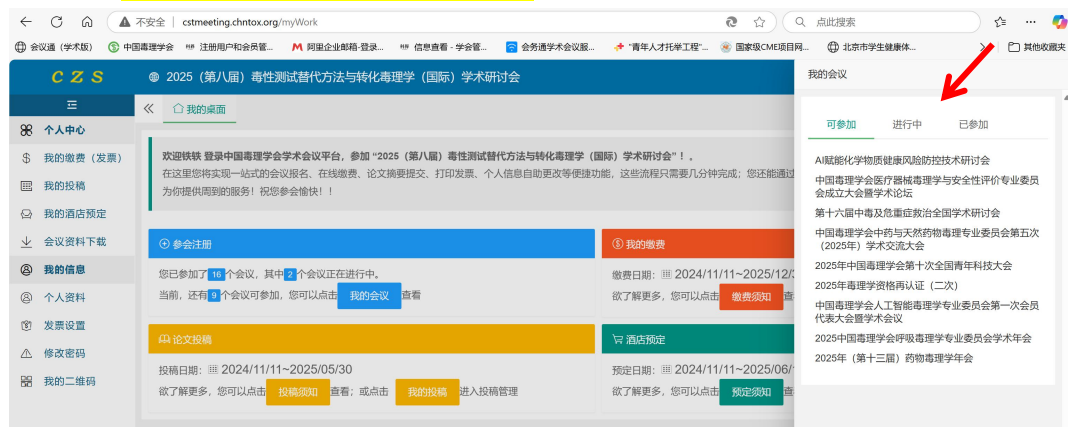 不安全 cstmeeting.chntox.org/myWork
点此搜索
会议通（学术版） 中国毒理学会 注册用户和会员管... 阿里企业邮箱-登录... 信息查看 - 学会管... 会务通学术会议服... "青年人才托举工程"... 国家级CME项目网... 北京市学生健康体... 其他收藏夹
CZS
2025（第八届）毒性测试替代方法与转化毒理学（国际）学术研讨会
我的会议
我的桌面
个人中心
我的缴费（发票）
我的投稿
我的酒店预定
会议资料下载
我的信息
个人资料
发票设置
修改密码
我的二维码
欢迎铁轶 登录中国毒理学会学术会议平台，参加 "2025（第八届）毒性测试替代方法与转化毒理学（国际）学术研讨会"！。
在这里您将实现一站式的会议报名、在线缴费、论文摘要提交、打印发票、个人信息自助更改等便捷功能，这些流程只需要几分钟完成；您还能通过
为你提供周到的服务！祝您参会愉快！！
参会注册
您已参加了 16 个会议，其中 2 个会议正在进行中。
当前，还有 9 个会议可参加，您可以点击 我的会议 查看
我的缴费
缴费日期： 2024/11/11~2025/12/3
欲了解更多，您可以点击 缴费须知 查
论文投稿
投稿日期： 2024/11/11~2025/05/30
欲了解更多，您可以点击 投稿须知 查看；或点击 我的投稿 进入投稿管理
酒店预定
预定日期： 2024/11/11~2025/06/
欲了解更多，您可以点击 预定须知 查
可参加 进行中 已参加
AI赋能化学物质健康风险防控技术研讨会
中国毒理学会医疗器械毒理学与安全性评价专业委员
会成立大会暨学术论坛
第十六届中毒及危重症救治全国学术研讨会
中国毒理学会中药与天然药物毒理专业委员会第五次
（2025年）学术交流大会
2025年中国毒理学会第十次全国青年科技大会
2025年毒理学资格再认证（二次）
中国毒理学会人工智能毒理学专业委员会第一次会员
代表大会暨学术会议
2025中国毒理学会呼吸毒理学专业委员会学术年会
2025年（第十三届）药物毒理学年会